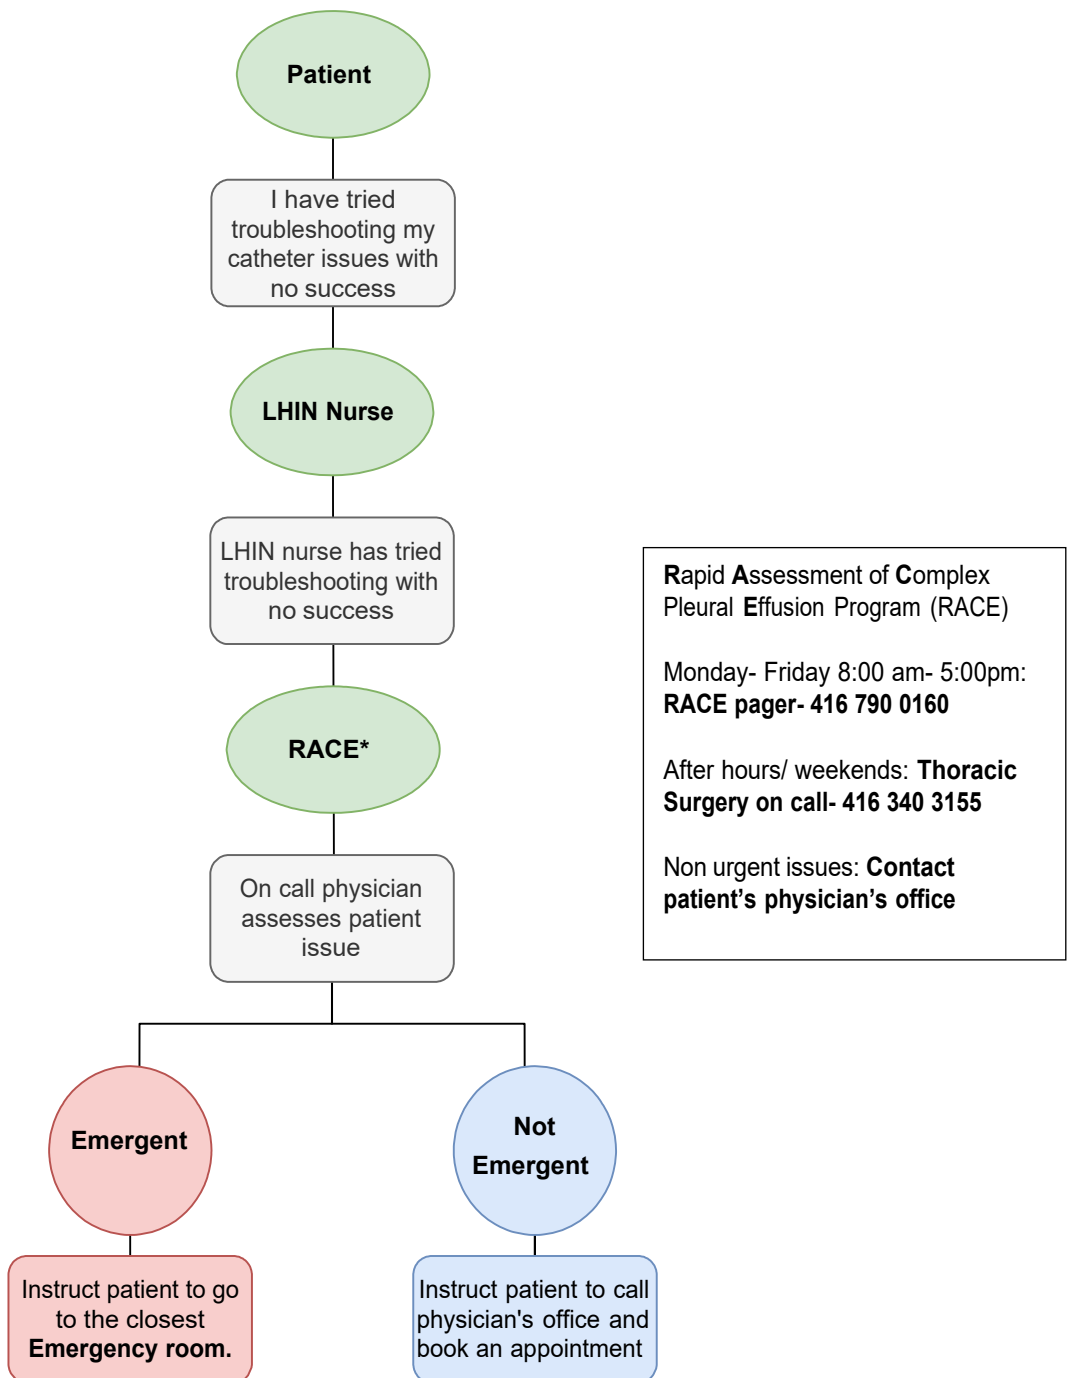 Patient
I have tried
troubleshooting my
catheter issues with
no success
LHIN Nurse
LHIN nurse has tried
troubleshooting with
no success
RACE*
On call physician
assesses patient
issue
Emergent
Not
Emergent
Instruct patient to go
to the closest
Emergency room.
Instruct patient to call
physician's office and
book an appointment
Rapid Assessment of Complex
Pleural Effusion Program (RACE)
Monday- Friday 8:00 am- 5:00pm:
RACE pager- 416 790 0160
After hours/ weekends: Thoracic
Surgery on call- 416 340 3155
Non urgent issues: Contact
patient’s physician’s office